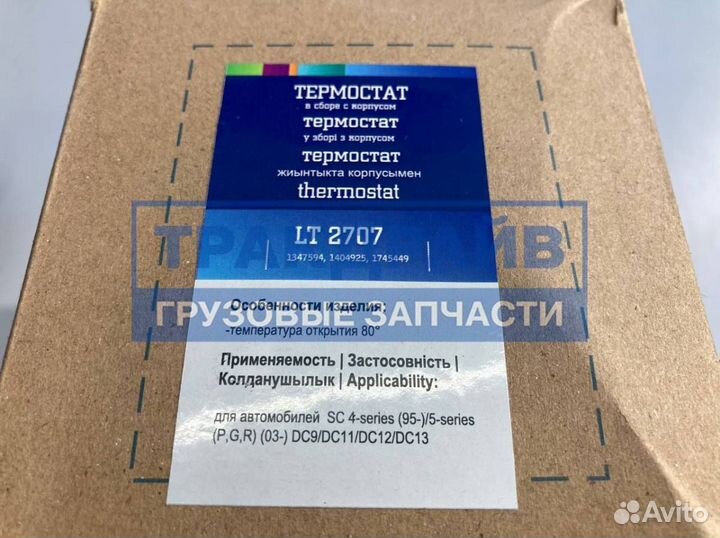 ТЕРМОСТАТ
в сборе с корпусом
термостат
у зборі з корпусом
термостат
жиынтыкта корпусымен
thermostat
LT 2707
1347594, 1404925, 1745449
ГРУЗОВЫЕ ЗАПЧАСТИ
Особенности изделия:
-температура открытия 80°
Применяемость | Застосовність |
Колданушылык | Applicability:
для автомобилей SC 4-series (95-)/5-series
(P,G,R) (03-) DC9/DC11/DC12/DC13
Avito